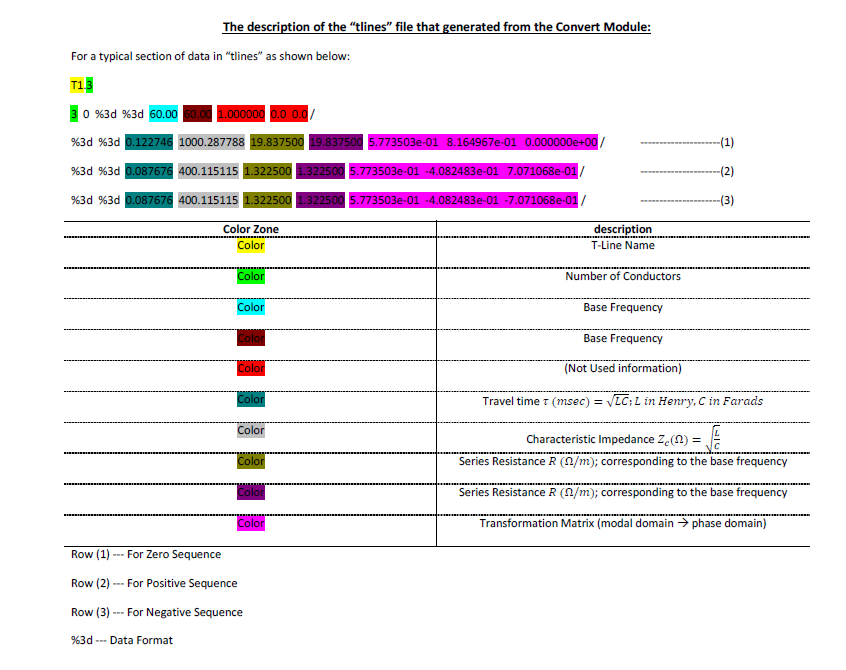 The description of the “tlines” file that generated from the Convert Module:
For a typical section of data in “tlines” as shown below:
T1.3
3 0 %3d %3d 60.00 60.00 1.000000 0.0 0.0 /
%3d %3d 0.122746 1000.287788 19.837500 19.837500 5.773503e-01 8.164967e-01 0.000000e+00 / ---------------------(1)
%3d %3d 0.087676 400.115115 1.322500 1.322500 5.773503e-01 -4.082483e-01 7.071068e-01 / ---------------------(2)
%3d %3d 0.087676 400.115115 1.322500 1.322500 5.773503e-01 -4.082483e-01 -7.071068e-01 / ---------------------(3)
Color Zone description
Color T-Line Name
Color Number of Conductors
Color Base Frequency
Color Base Frequency
Color (Not Used information)
Color Travel time τ (msec) = √LC; L in Henry, C in Farads
Color Characteristic Impedance Zc(Ω) = √(L/C)
Color Series Resistance R (Ω/m); corresponding to the base frequency
Color Series Resistance R (Ω/m); corresponding to the base frequency
Color Transformation Matrix (modal domain → phase domain)
Row (1) --- For Zero Sequence
Row (2) --- For Positive Sequence
Row (3) --- For Negative Sequence
%3d --- Data Format